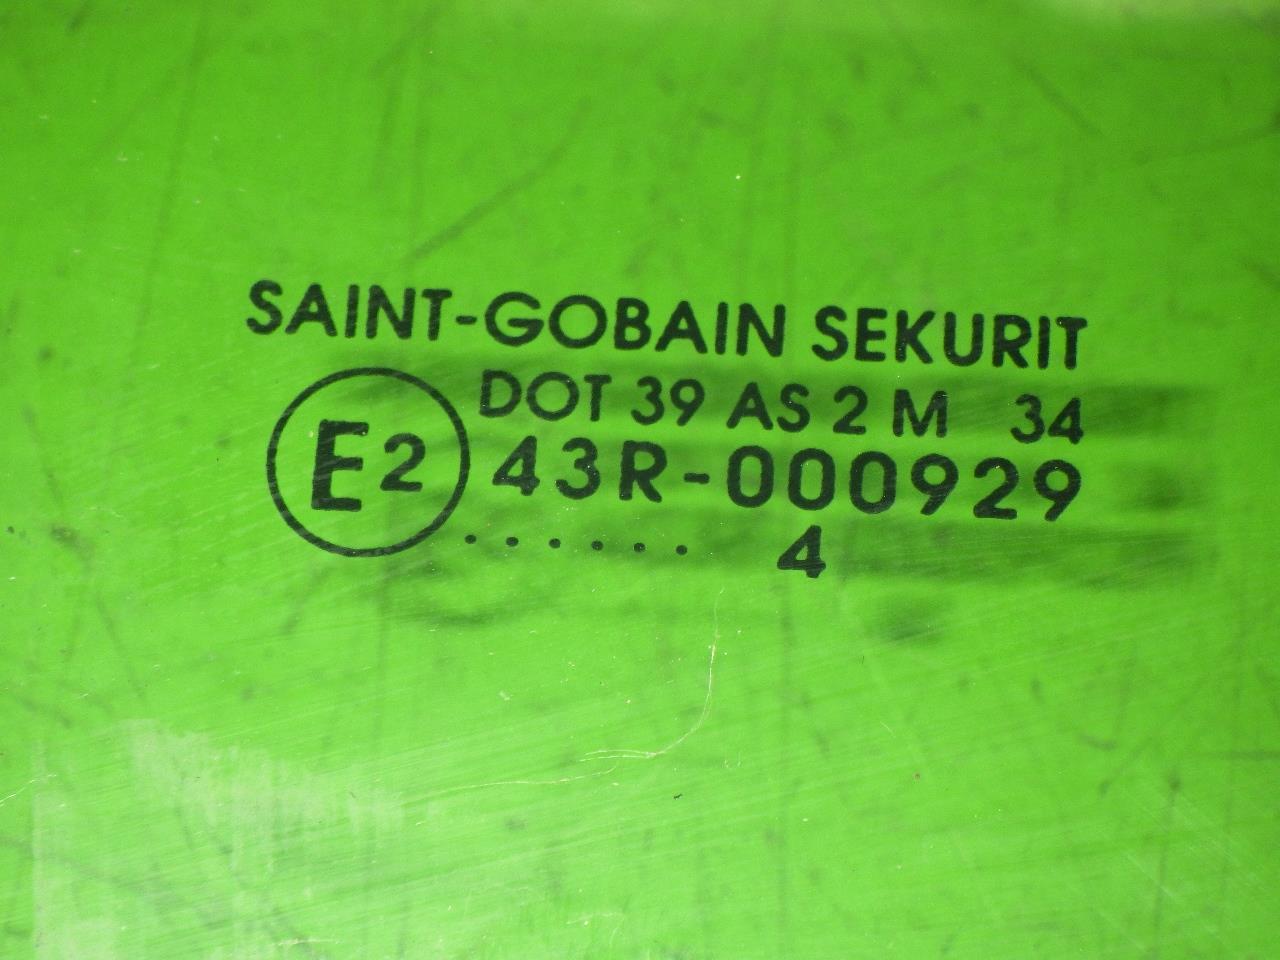 SAINT-GOBAIN SEKURIT
DOT 39 AS 2 M 34
E2 43R-000929
...... 4